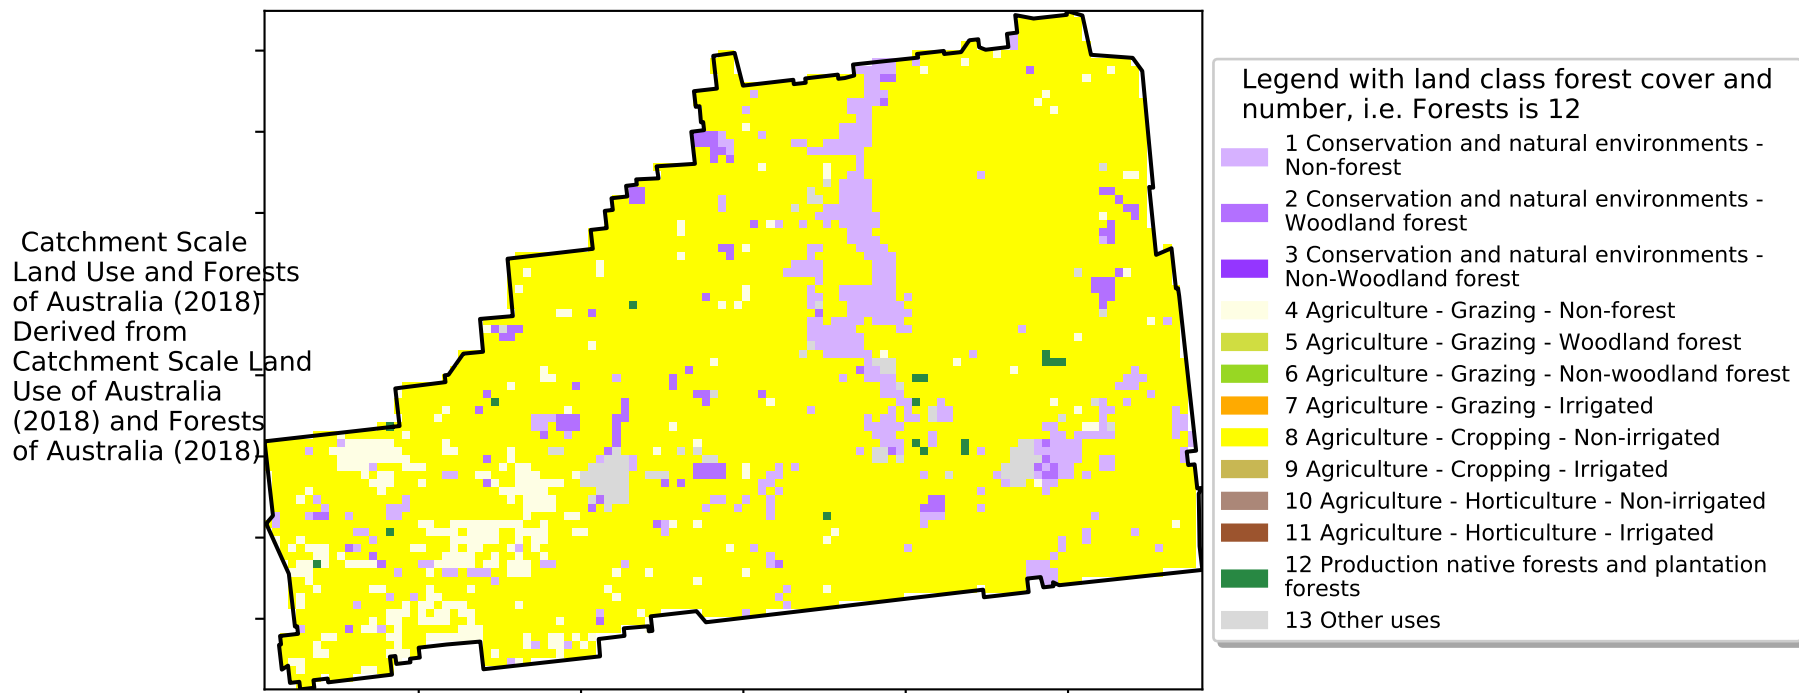 Catchment Scale
Land Use and Forests
of Australia (2018)
Derived from
Catchment Scale Land
Use of Australia
(2018) and Forests
of Australia (2018)
Legend with land class forest cover and
number, i.e. Forests is 12
1 Conservation and natural environments -
Non-forest
2 Conservation and natural environments -
Woodland forest
3 Conservation and natural environments -
Non-Woodland forest
4 Agriculture - Grazing - Non-forest
5 Agriculture - Grazing - Woodland forest
6 Agriculture - Grazing - Non-woodland forest
7 Agriculture - Grazing - Irrigated
8 Agriculture - Cropping - Non-irrigated
9 Agriculture - Cropping - Irrigated
10 Agriculture - Horticulture - Non-irrigated
11 Agriculture - Horticulture - Irrigated
12 Production native forests and plantation
forests
13 Other uses